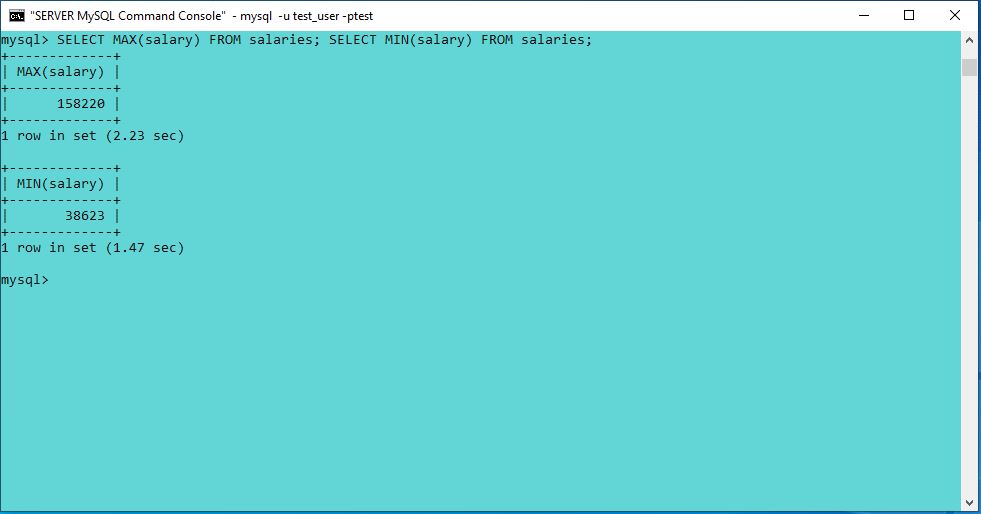 "SERVER MySQL Command Console" - mysql -u test_user -ptest
mysql> SELECT MAX(salary) FROM salaries; SELECT MIN(salary) FROM salaries;
+-------------+
| MAX(salary) |
+-------------+
|      158220 |
+-------------+
1 row in set (2.23 sec)

+-------------+
| MIN(salary) |
+-------------+
|       38623 |
+-------------+
1 row in set (1.47 sec)

mysql>